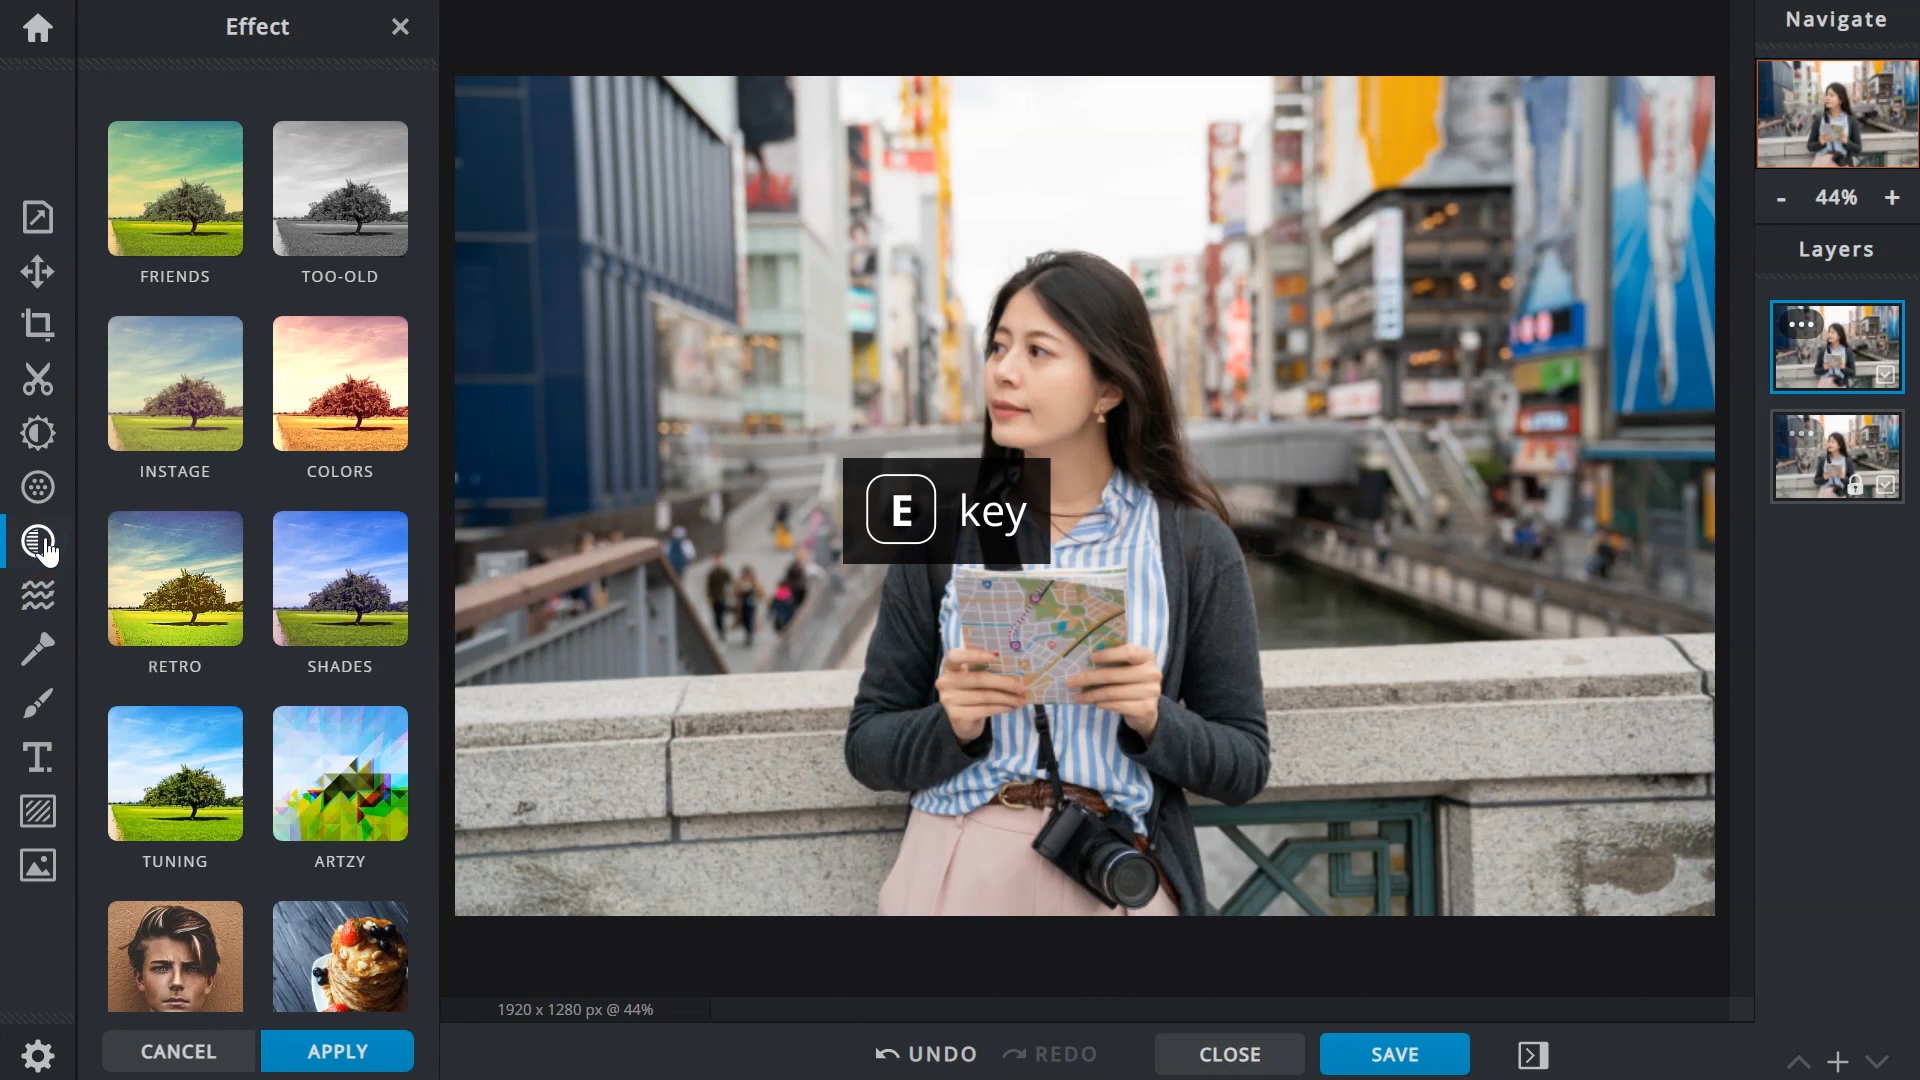 Effect
FRIENDS
TOO-OLD
INSTAGE
COLORS
RETRO
SHADES
TUNING
ARTZY
CANCEL
APPLY
E key
1920 x 1280 px @ 44%
UNDO
REDO
CLOSE
SAVE
Navigate
- 44% +
Layers